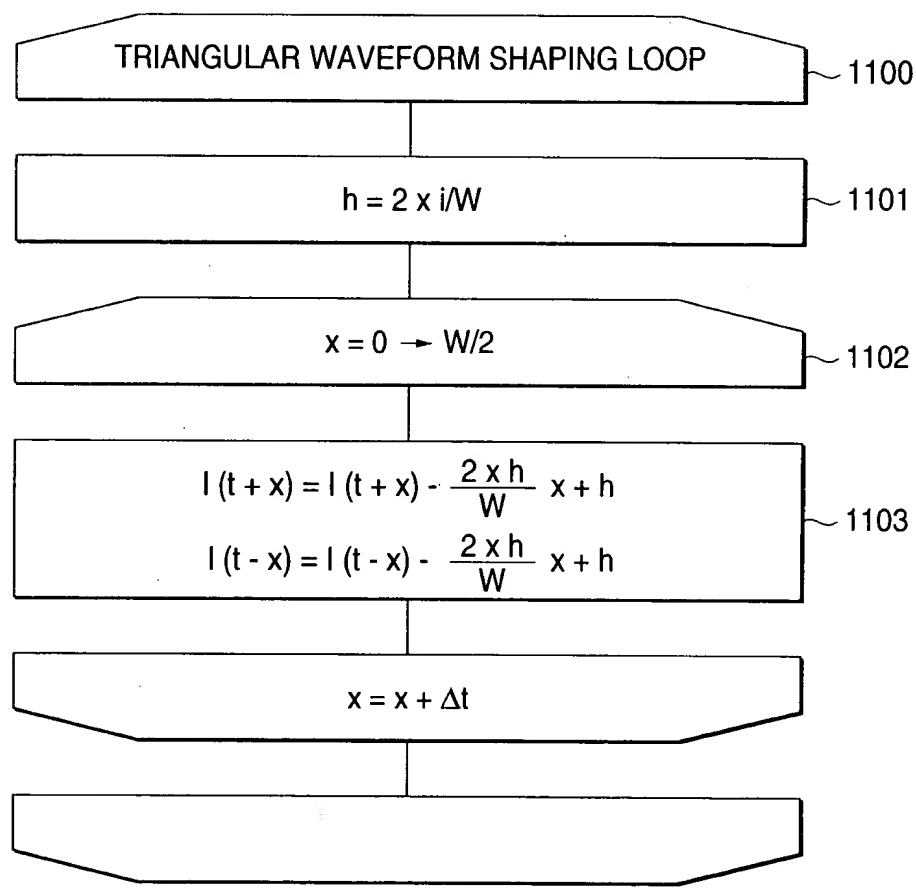 TRIANGULAR WAVEFORM SHAPING LOOP
1100
h = 2 x i/W
1101
x = 0 → W/2
1102
I (t + x) = I (t + x) - 2 x h/W x + h
I (t - x) = I (t - x) - 2 x h/W x + h
1103
x = x + Δt